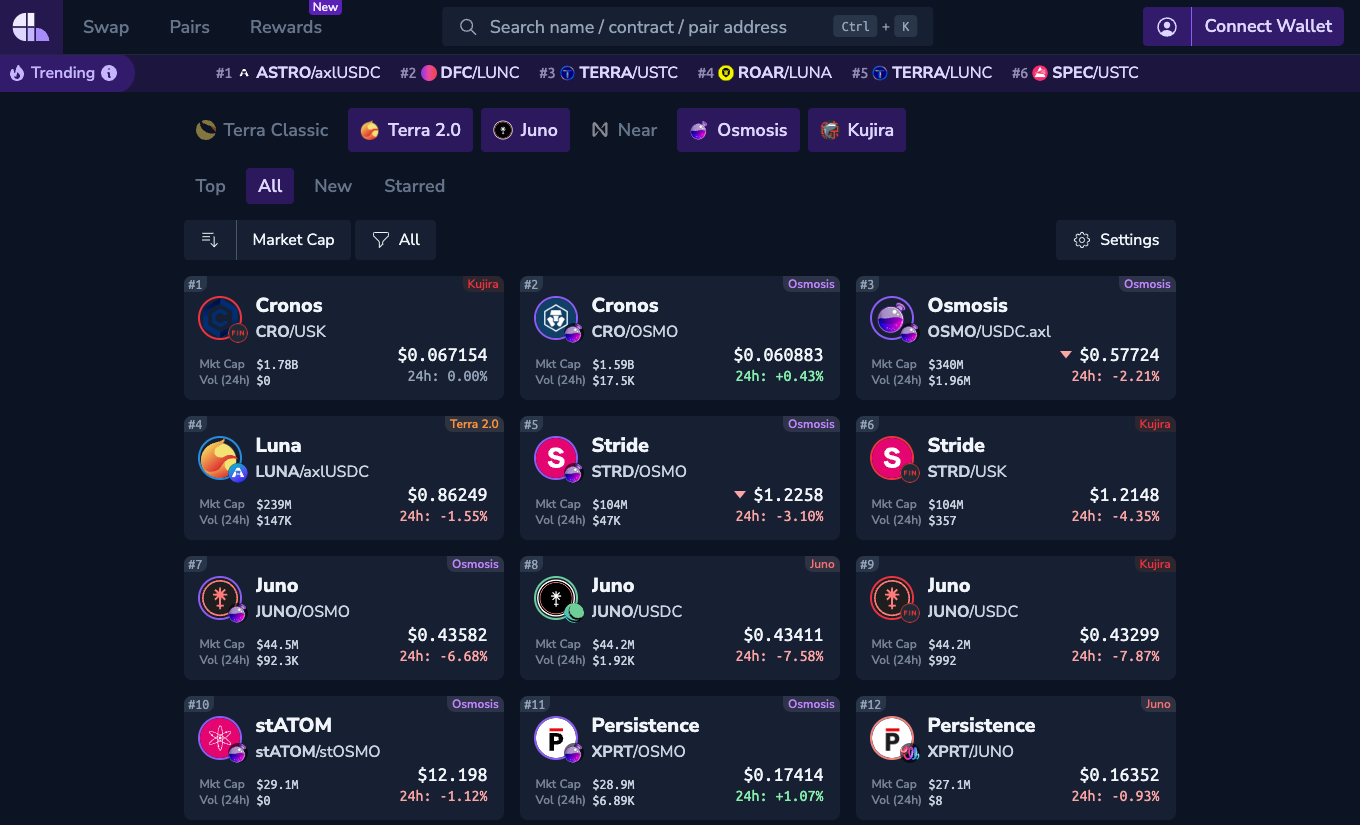 Swap Pairs Rewards New Search name / contract / pair address Ctrl + K Connect Wallet
Trending #1 ASTRO/axlUSDC #2 DFC/LUNC #3 TERRA/USTC #4 ROAR/LUNA #5 TERRA/LUNC #6 SPEC/USTC
Terra Classic Terra 2.0 Juno Near Osmosis Kujira
Top All New Starred
Market Cap All Settings
#1 Kujira
Cronos
CRO/USK
$0.067154
Mkt Cap $1.78B
24h: 0.00%
Vol (24h) $0
#2 Osmosis
Cronos
CRO/OSMO
$0.060883
Mkt Cap $1.59B
24h: +0.43%
Vol (24h) $17.5K
#3 Osmosis
Osmosis
OSMO/USDC.axl
$0.57724
Mkt Cap $340M
24h: -2.21%
Vol (24h) $1.96M
#4 Terra 2.0
Luna
LUNA/axlUSDC
$0.86249
Mkt Cap $239M
24h: -1.55%
Vol (24h) $147K
#5 Osmosis
Stride
STRD/OSMO
$1.2258
Mkt Cap $104M
24h: -3.10%
Vol (24h) $47K
#6 Kujira
Stride
STRD/USK
$1.2148
Mkt Cap $104M
24h: -4.35%
Vol (24h) $357
#7 Osmosis
Juno
JUNO/OSMO
$0.43582
Mkt Cap $44.5M
24h: -6.68%
Vol (24h) $92.3K
#8 Juno
Juno
JUNO/USDC
$0.43411
Mkt Cap $44.2M
24h: -7.58%
Vol (24h) $1.92K
#9 Kujira
Juno
JUNO/USDC
$0.43299
Mkt Cap $44.2M
24h: -7.87%
Vol (24h) $992
#10 Osmosis
stATOM
stATOM/stOSMO
$12.198
Mkt Cap $29.1M
24h: -1.12%
Vol (24h) $0
#11 Osmosis
Persistence
XPRT/OSMO
$0.17414
Mkt Cap $28.9M
24h: +1.07%
Vol (24h) $6.89K
#12 Juno
Persistence
XPRT/JUNO
$0.16352
Mkt Cap $27.1M
24h: -0.93%
Vol (24h) $8